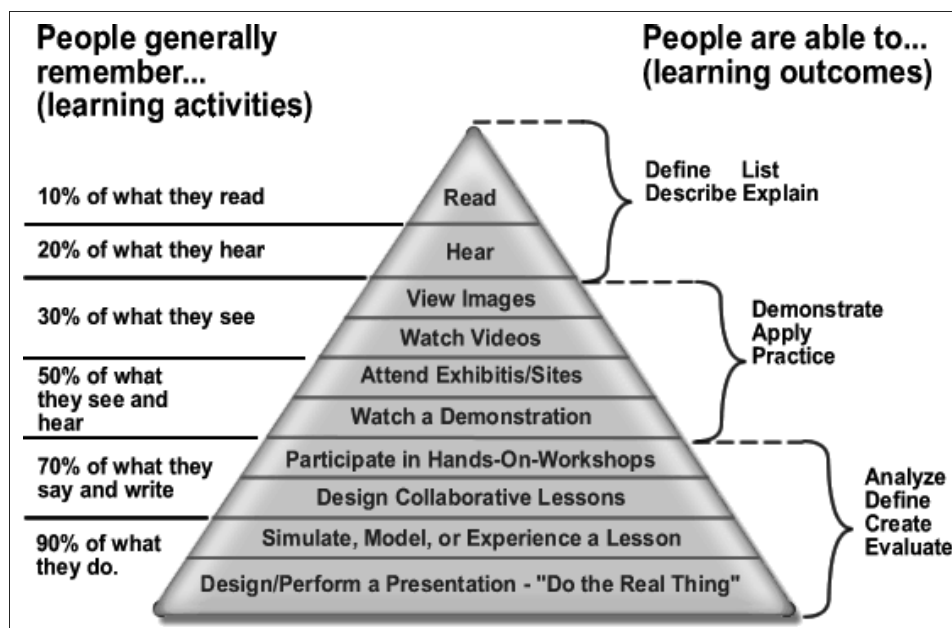 People generally
remember...
(learning activities)
People are able to...
(learning outcomes)
10% of what they read
20% of what they hear
30% of what they see
50% of what
they see and
hear
70% of what they
say and write
90% of what
they do.
Read
Hear
View Images
Watch Videos
Attend Exhibitis/Sites
Watch a Demonstration
Participate in Hands-On-Workshops
Design Collaborative Lessons
Simulate, Model, or Experience a Lesson
Design/Perform a Presentation - "Do the Real Thing"
Define List
Describe Explain
Demonstrate
Apply
Practice
Analyze
Define
Create
Evaluate